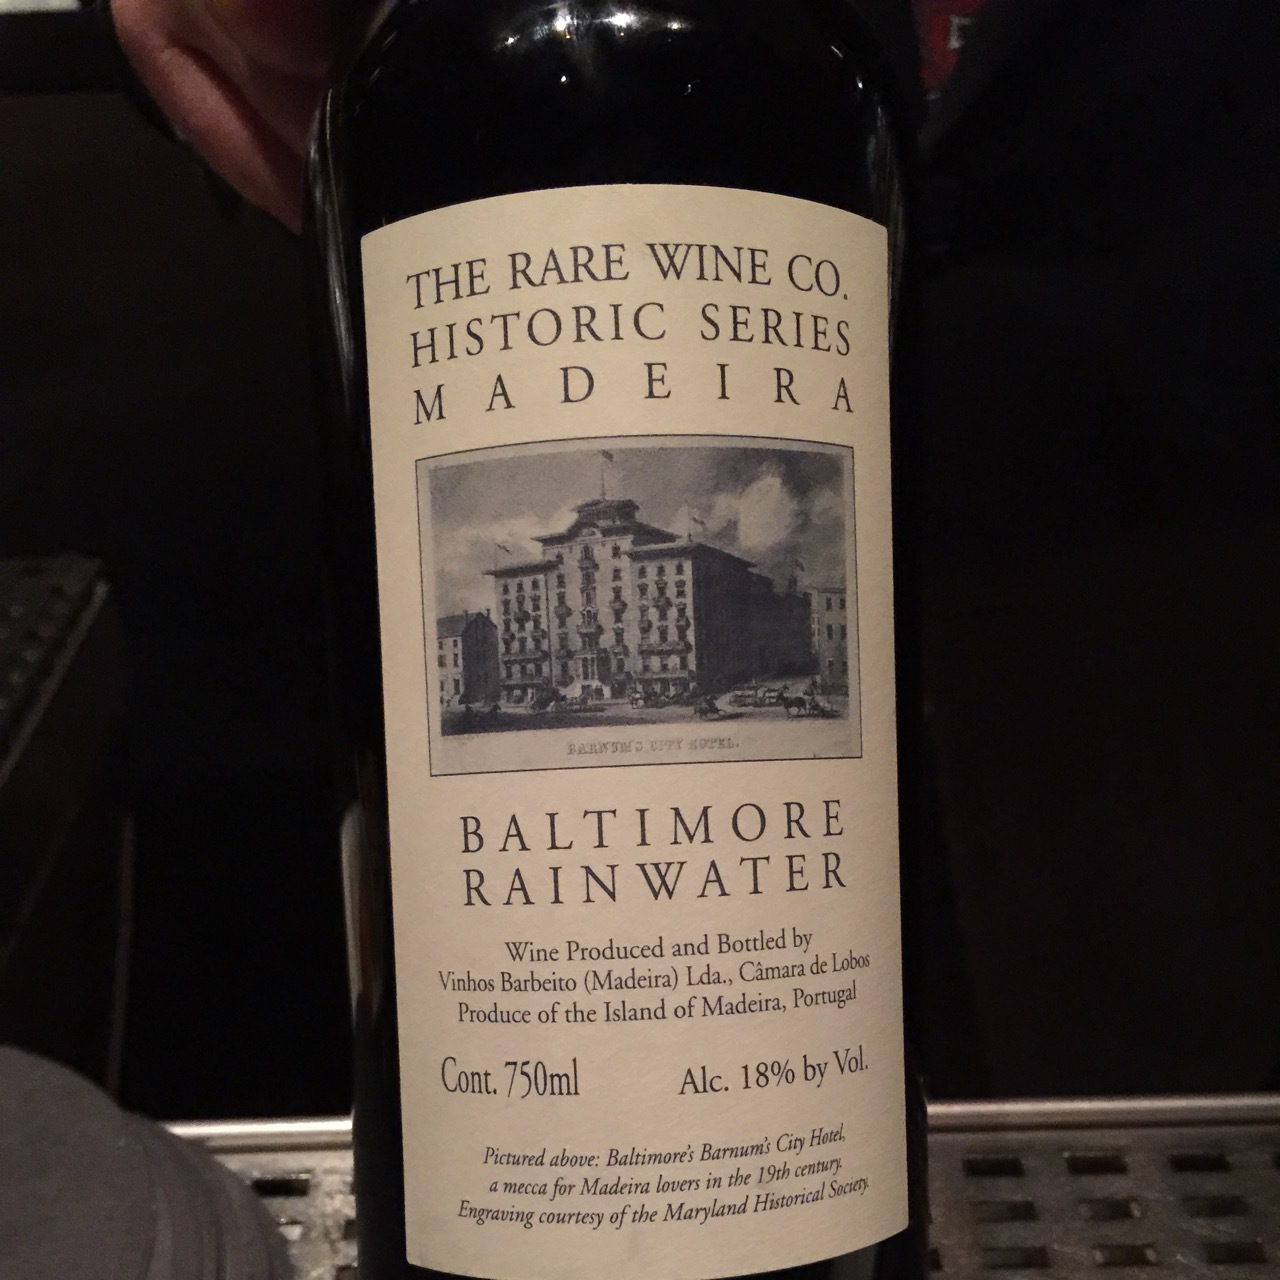 THE RARE WINE CO.
HISTORIC SERIES
MADEIRA
BARNUM'S CITY HOTEL.
BALTIMORE
RAINWATER
Wine Produced and Bottled by
Vinhos Barbeito (Madeira) Lda., Câmara de Lobos
Produce of the Island of Madeira, Portugal
Cont. 750ml Alc. 18% by Vol.
Pictured above: Baltimore's Barnum's City Hotel,
a mecca for Madeira lovers in the 19th century.
Engraving courtesy of the Maryland Historical Society.